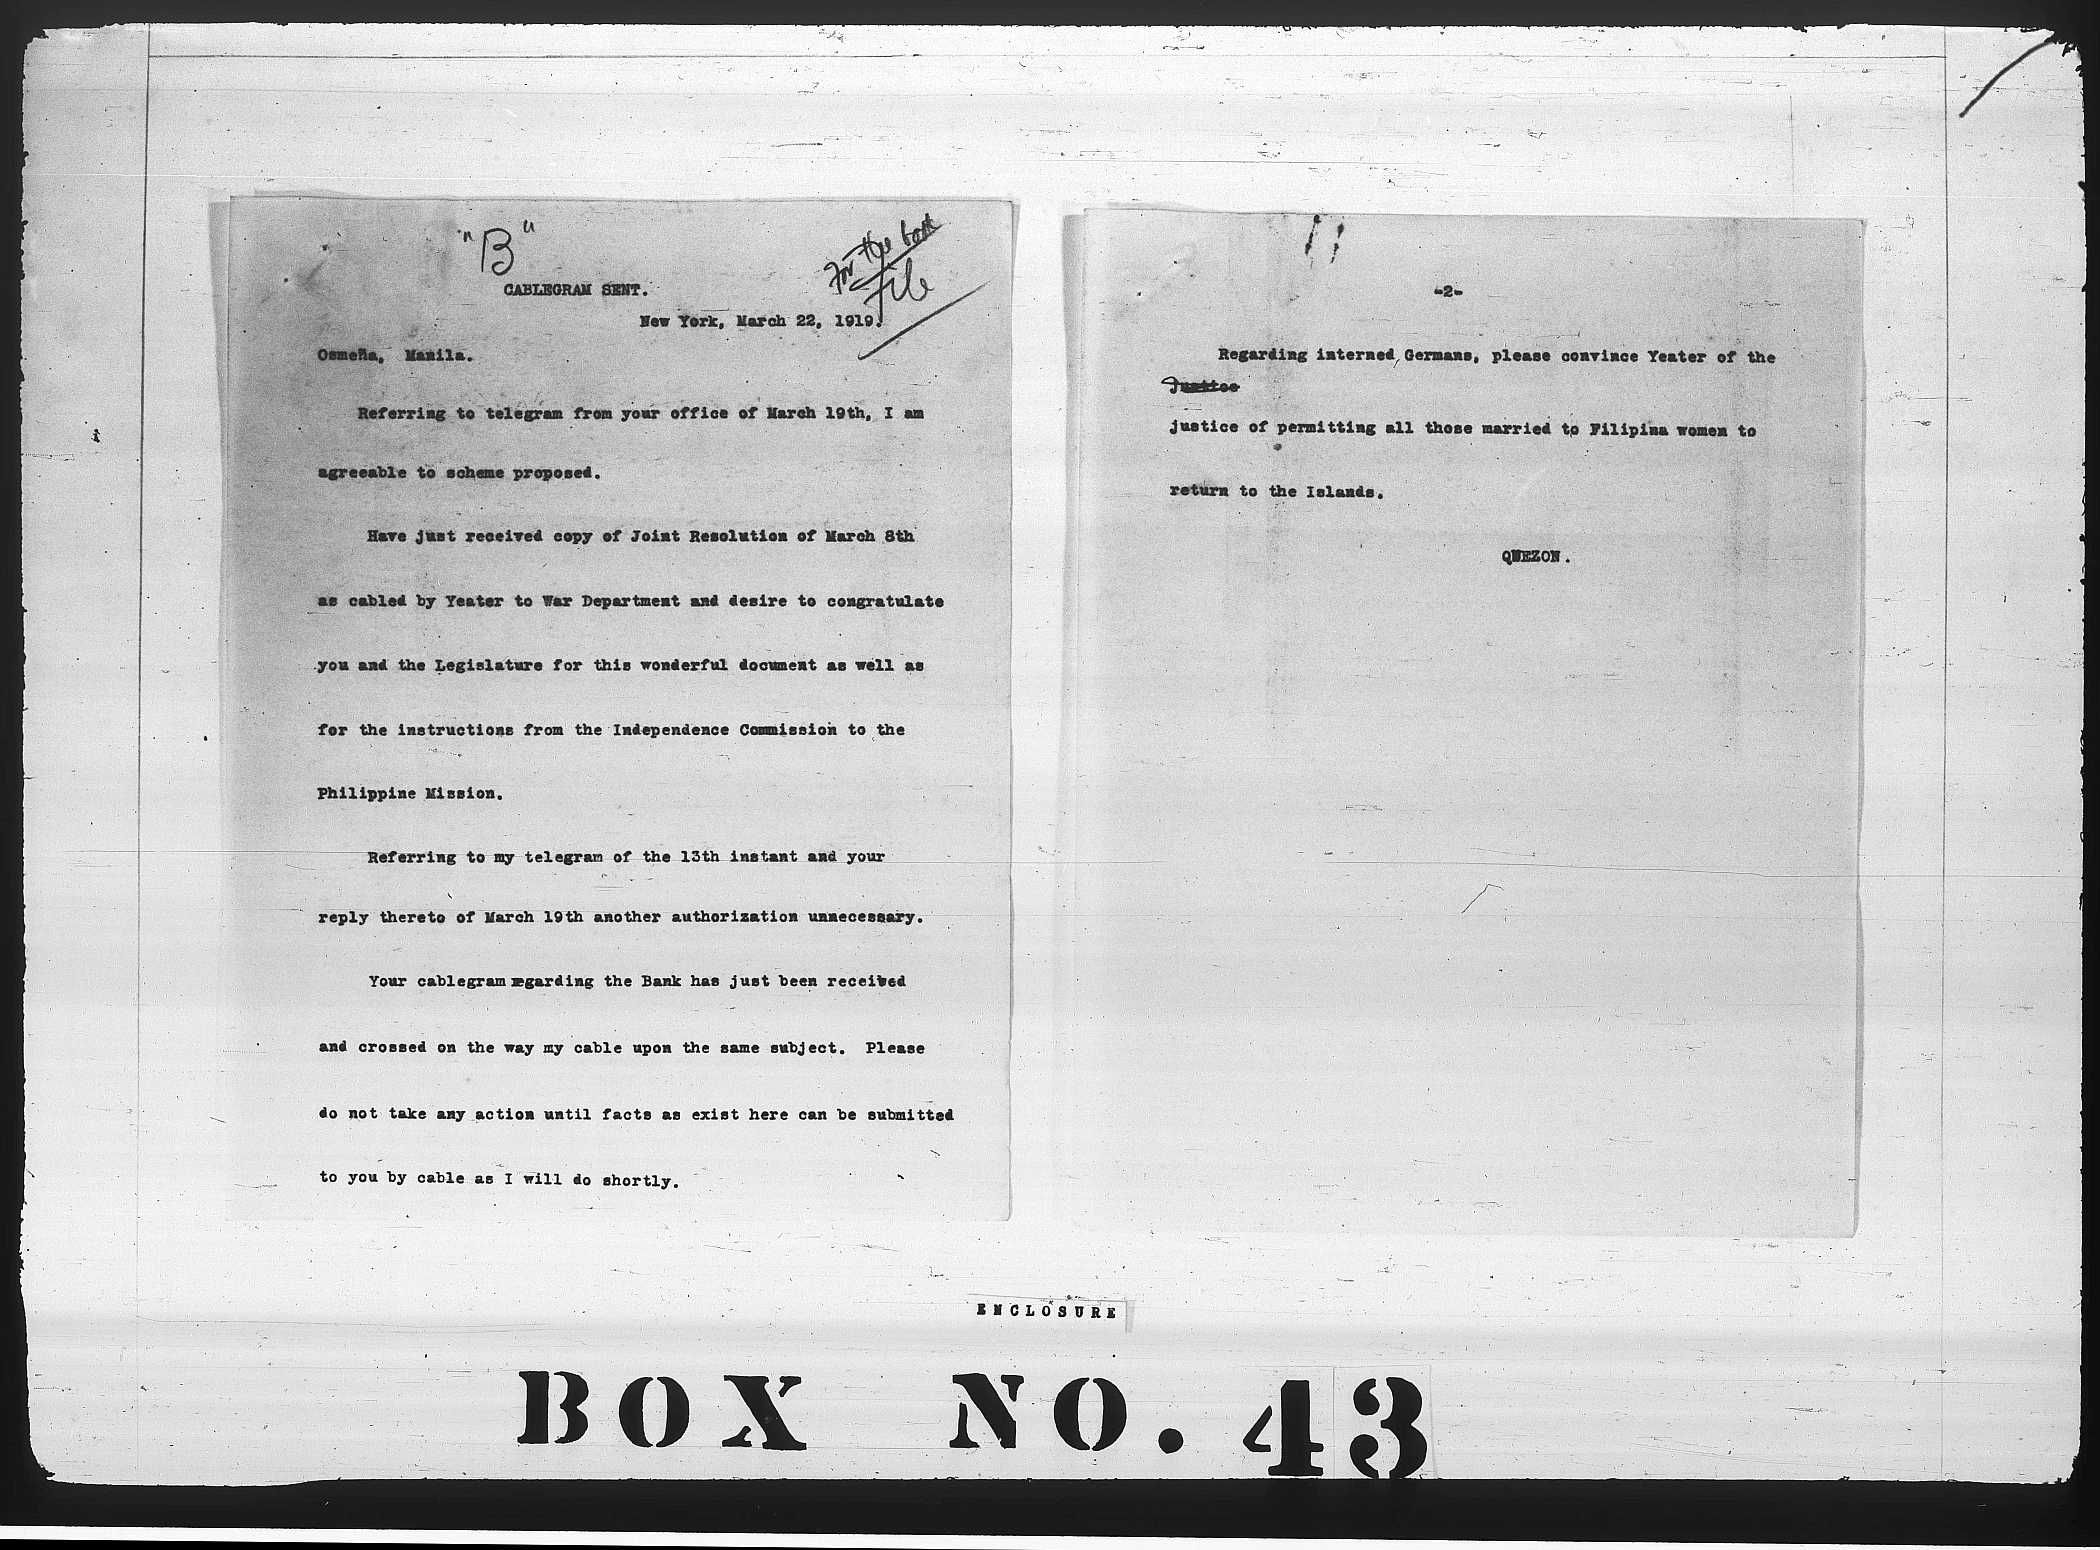 "B"
For the bank
File
CABLEGRAM SENT.
New York, March 22, 1919.
Osmeña, Manila.
Referring to telegram from your office of March 19th, I am
agreeable to scheme proposed.
Have just received copy of Joint Resolution of March 8th
as cabled by Yeater to War Department and desire to congratulate
you and the Legislature for this wonderful document as well as
for the instructions from the Independence Commission to the
Philippine Mission.
Referring to my telegram of the 13th instant and your
reply thereto of March 19th another authorization unnecessary.
Your cablegram regarding the Bank has just been received
and crossed on the way my cable upon the same subject. Please
do not take any action until facts as exist here can be submitted
to you by cable as I will do shortly.
-2-
Regarding interned Germans, please convince Yeater of the
Justice
justice of permitting all those married to Filipina women to
return to the Islands.
QUEZON.
ENCLOSURE
BOX NO. 43